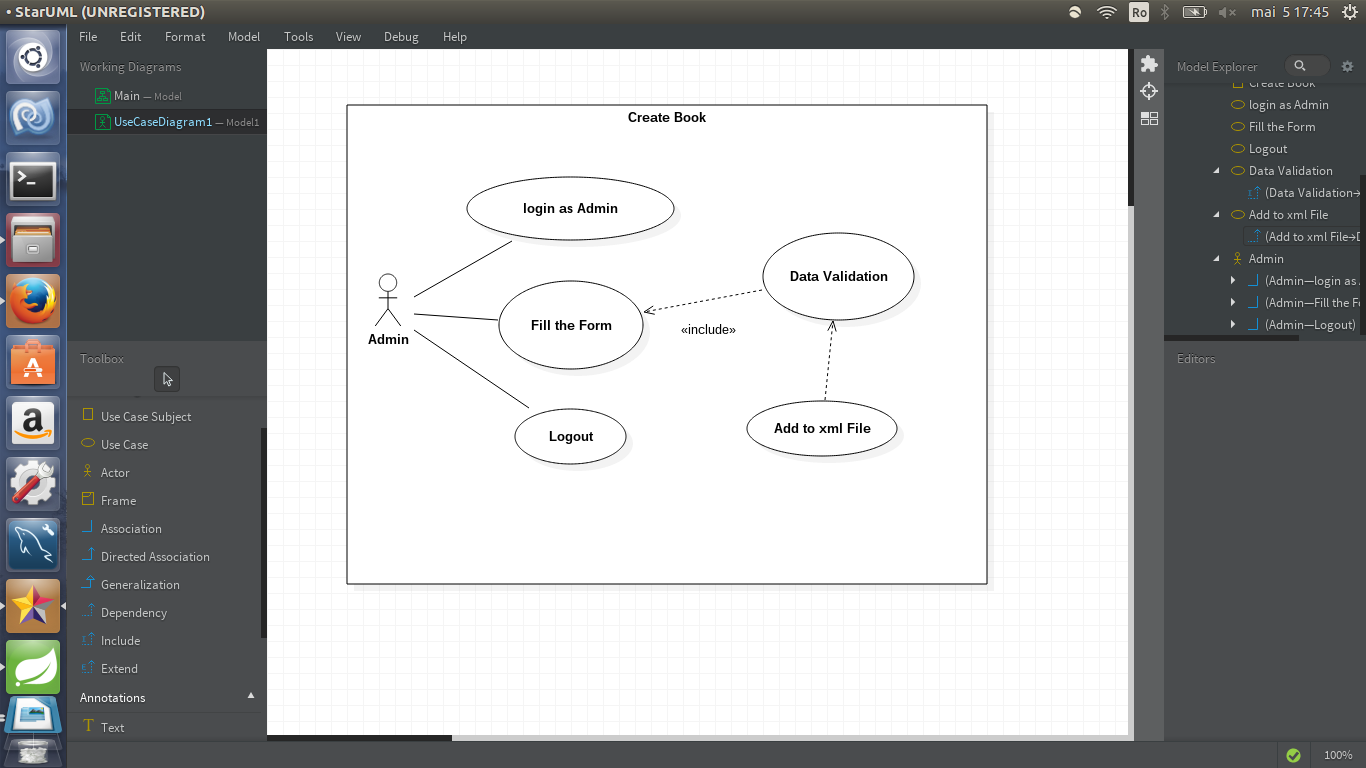 • StarUML (UNREGISTERED)
Ro
mai 5 17:45
File Edit Format Model Tools View Debug Help
Working Diagrams
Main — Model
UseCaseDiagram1 — Model1
Toolbox
Use Case Subject
Use Case
Actor
Frame
Association
Directed Association
Generalization
Dependency
Include
Extend
Annotations
Text
Create Book
login as Admin
Data Validation
Fill the Form
«include»
Admin
Logout
Add to xml File
Model Explorer
Create Book
login as Admin
Fill the Form
Logout
Data Validation
(Data Validation→
Add to xml File
(Add to xml File→D
Admin
(Admin—login as
(Admin—Fill the F
(Admin—Logout)
Editors
100%